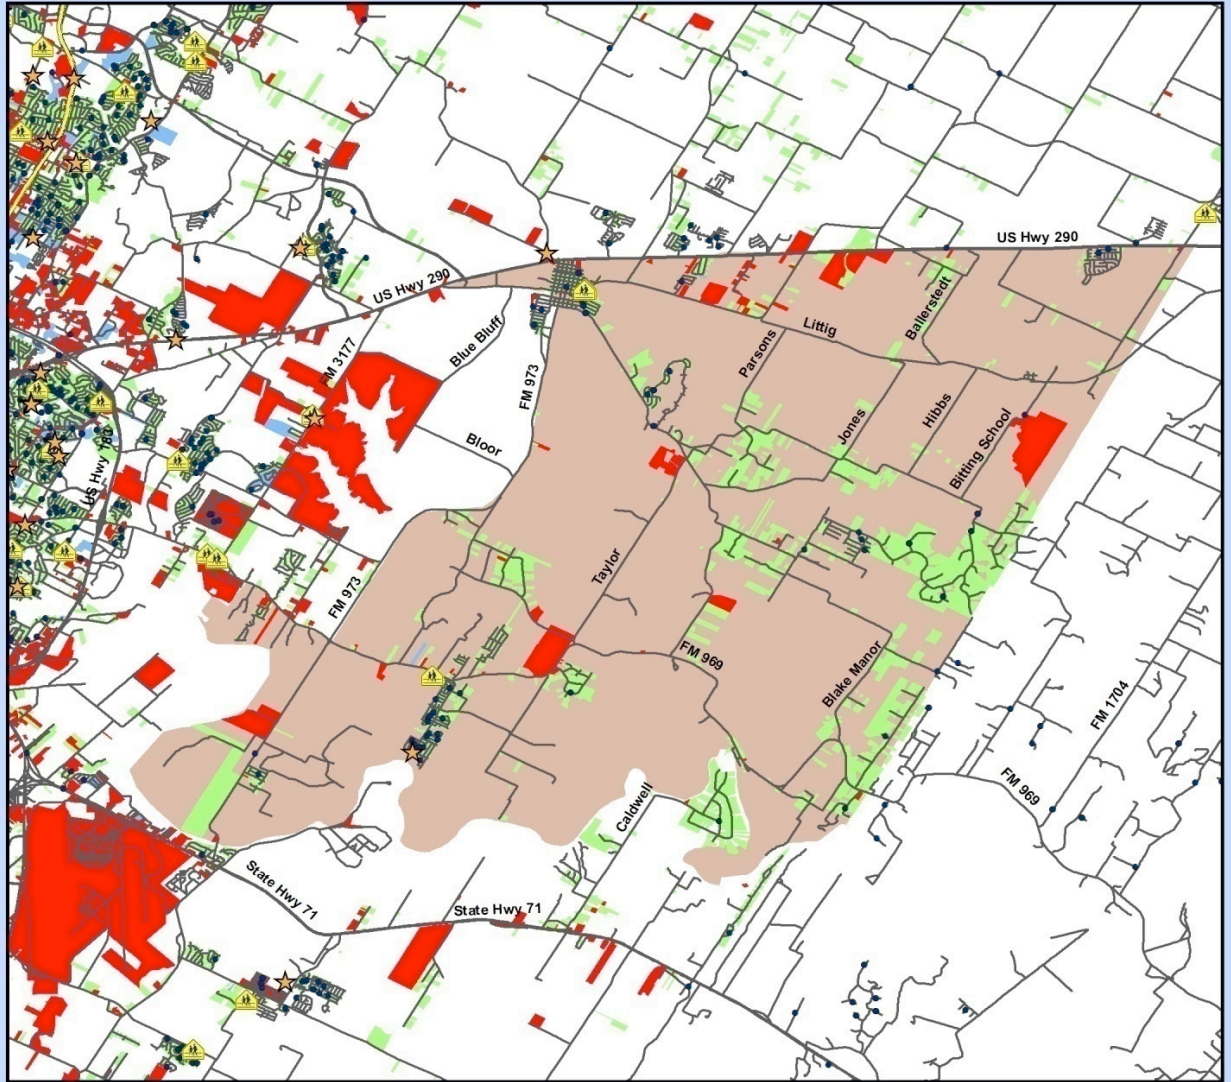 US Hwy 290
US Hwy 290
Ballerstedt
Littig
Blue Bluff
FM 3177
Parsons
FM 973
Hibbs
Jones
Bloor
Bitting School
US Hwy 183
Taylor
FM 973
FM 969
Blake Manor
FM 1704
FM 969
Caldwell
State Hwy 71
State Hwy 71